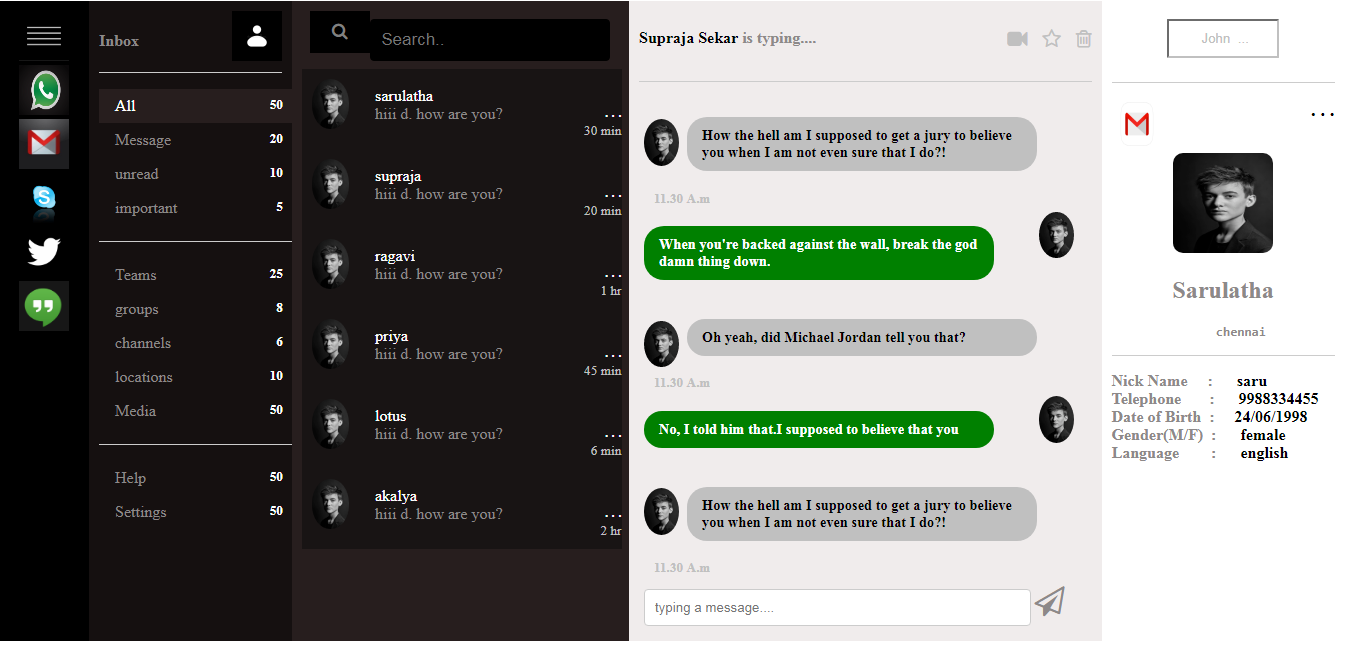 Inbox
All 50
Message 20
unread 10
important 5
Teams 25
groups 8
channels 6
locations 10
Media 50
Help 50
Settings 50
Search..
sarulatha
hiii d. how are you?
...
30 min
supraja
hiii d. how are you?
...
20 min
ragavi
hiii d. how are you?
...
1 hr
priya
hiii d. how are you?
...
45 min
lotus
hiii d. how are you?
...
6 min
akalya
hiii d. how are you?
...
2 hr
Supraja Sekar is typing....
How the hell am I supposed to get a jury to believe
you when I am not even sure that I do?!
11.30 A.m
When you're backed against the wall, break the god
damn thing down.
Oh yeah, did Michael Jordan tell you that?
11.30 A.m
No, I told him that.I supposed to believe that you
How the hell am I supposed to get a jury to believe
you when I am not even sure that I do?!
11.30 A.m
typing a message....
John ...
...
Sarulatha
chennai
Nick Name : saru
Telephone : 9988334455
Date of Birth : 24/06/1998
Gender(M/F) : female
Language : english